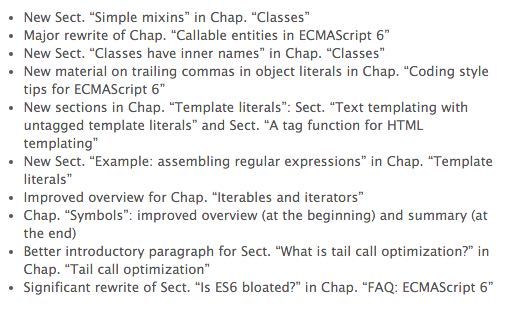 • New Sect. “Simple mixins” in Chap. “Classes”
• Major rewrite of Chap. “Callable entities in ECMAScript 6”
• New Sect. “Classes have inner names” in Chap. “Classes”
• New material on trailing commas in object literals in Chap. “Coding style
tips for ECMAScript 6”
• New sections in Chap. “Template literals”: Sect. “Text templating with
untagged template literals” and Sect. “A tag function for HTML
templating”
• New Sect. “Example: assembling regular expressions” in Chap. “Template
literals”
• Improved overview for Chap. “Iterables and iterators”
• Chap. “Symbols”: improved overview (at the beginning) and summary (at
the end)
• Better introductory paragraph for Sect. “What is tail call optimization?” in
Chap. “Tail call optimization”
• Significant rewrite of Sect. “Is ES6 bloated?” in Chap. “FAQ: ECMAScript 6”